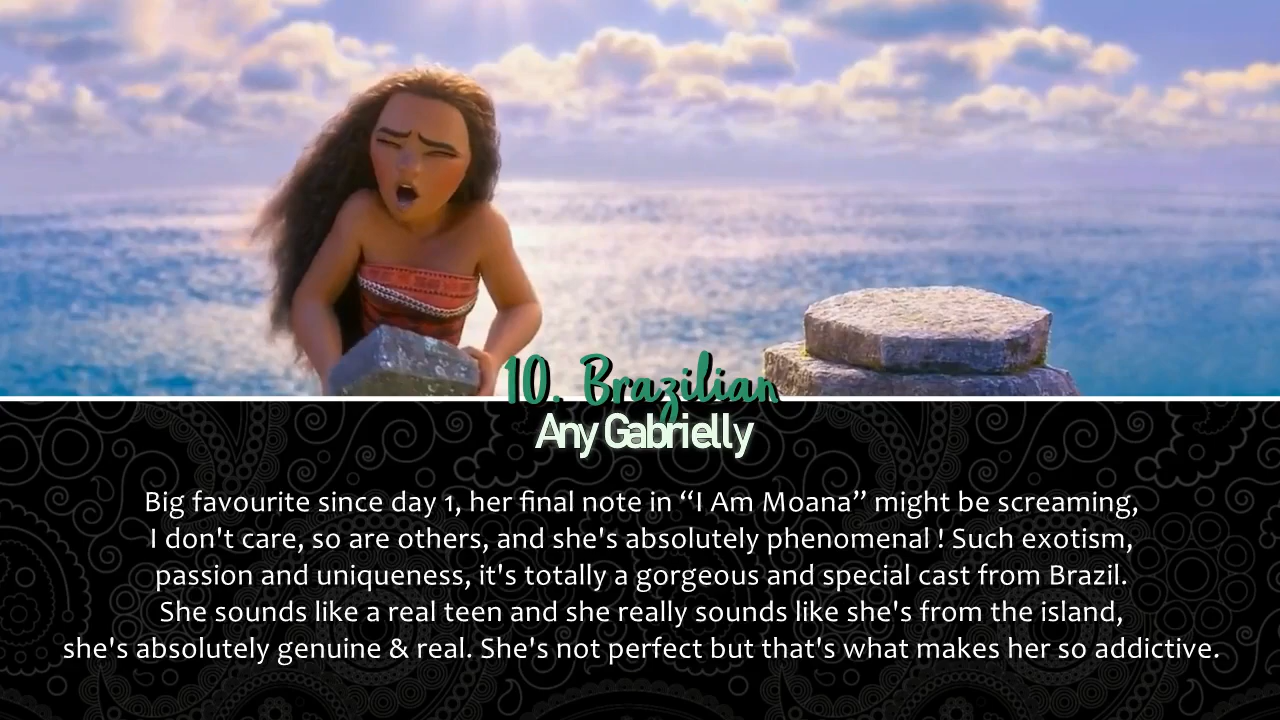 10. Brazilian
Any Gabrielly
Big favourite since day 1, her final note in “I Am Moana” might be screaming,
I don't care, so are others, and she's absolutely phenomenal ! Such exotism,
passion and uniqueness, it's totally a gorgeous and special cast from Brazil.
She sounds like a real teen and she really sounds like she's from the island,
she's absolutely genuine & real. She's not perfect but that's what makes her so addictive.